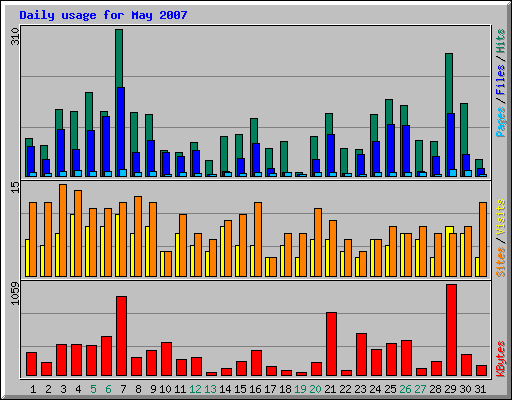 Daily usage for May 2007
310
Pages / Files / Hits
15
Sites / Visits
1059
KBytes
1 2 3 4 5 6 7 8 9 10 11 12 13 14 15 16 17 18 19 20 21 22 23 24 25 26 27 28 29 30 31